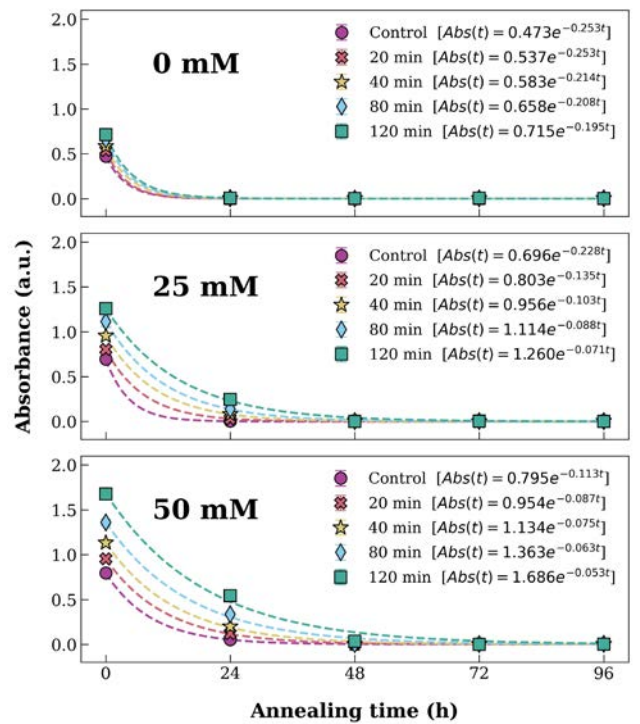 Absorbance (a.u.)
2.0
1.5
1.0
0.5
0.0
0 mM
Control [Abs(t) = 0.473e^−0.253t]
20 min [Abs(t) = 0.537e^−0.253t]
40 min [Abs(t) = 0.583e^−0.214t]
80 min [Abs(t) = 0.658e^−0.208t]
120 min [Abs(t) = 0.715e^−0.195t]
2.0
1.5
1.0
0.5
0.0
25 mM
Control [Abs(t) = 0.696e^−0.228t]
20 min [Abs(t) = 0.803e^−0.135t]
40 min [Abs(t) = 0.956e^−0.103t]
80 min [Abs(t) = 1.114e^−0.088t]
120 min [Abs(t) = 1.260e^−0.071t]
2.0
1.5
1.0
0.5
0.0
50 mM
Control [Abs(t) = 0.795e^−0.113t]
20 min [Abs(t) = 0.954e^−0.087t]
40 min [Abs(t) = 1.134e^−0.075t]
80 min [Abs(t) = 1.363e^−0.063t]
120 min [Abs(t) = 1.686e^−0.053t]
0 24 48 72 96
Annealing time (h)